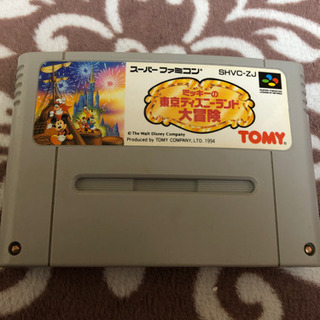 スーパーファミコン SHVC-ZJ
ミッキーの
東京ディズニーランド
大冒険
© The Walt Disney Company
Produced by TOMY COMPANY, LTD. 1994
TOMY